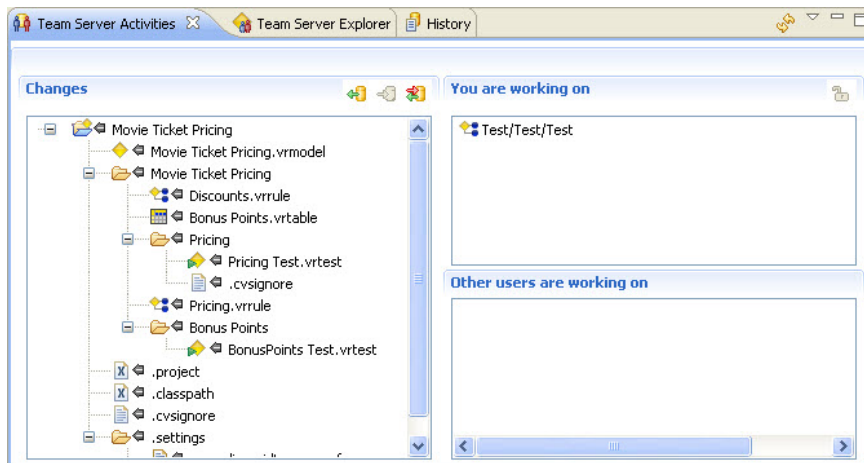 Team Server Activities
Team Server Explorer
History
Changes
Movie Ticket Pricing
Movie Ticket Pricing.vrmodel
Movie Ticket Pricing
Discounts.vrrule
Bonus Points.vrtable
Pricing
Pricing Test.vrtest
.cvsignore
Pricing.vrrule
Bonus Points
BonusPoints Test.vrtest
.project
.classpath
.cvsignore
.settings
You are working on
Test/Test/Test
Other users are working on